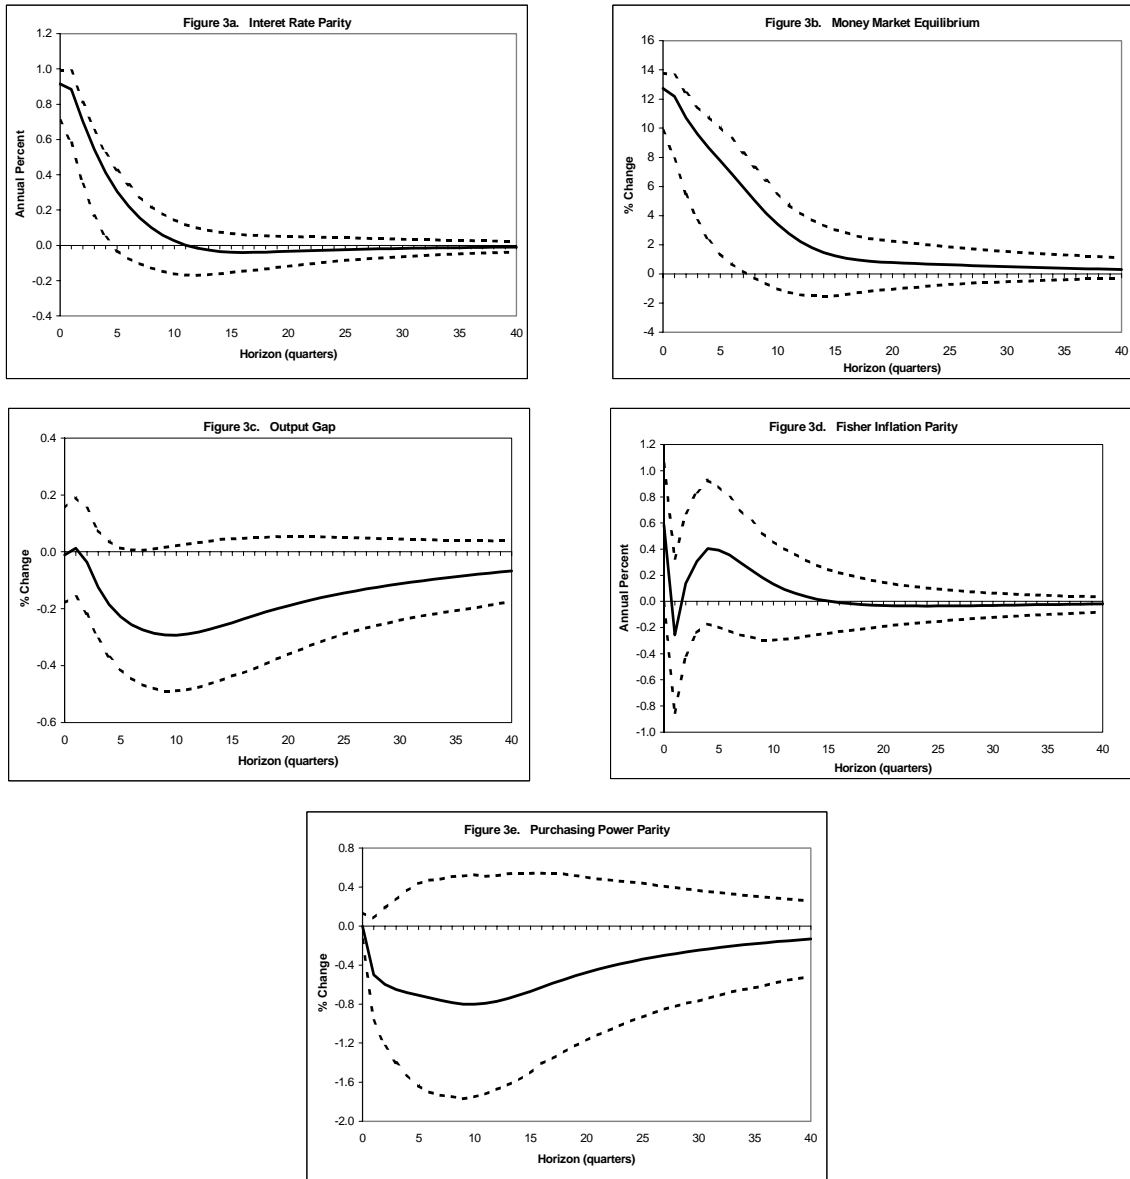 Figure 3a. Interet Rate Parity
1.2
1.0
0.8
0.6
0.4
0.2
0.0
-0.2
-0.4
Annual Percent
0 5 10 15 20 25 30 35 40
Horizon (quarters)
Figure 3b. Money Market Equilibrium
16
14
12
10
8
6
4
2
0
-2
-4
% Change
0 5 10 15 20 25 30 35 40
Horizon (quarters)
Figure 3c. Output Gap
0.4
0.2
0.0
-0.2
-0.4
-0.6
% Change
0 5 10 15 20 25 30 35 40
Horizon (quarters)
Figure 3d. Fisher Inflation Parity
1.2
1.0
0.8
0.6
0.4
0.2
0.0
-0.2
-0.4
-0.6
-0.8
-1.0
Annual Percent
0 5 10 15 20 25 30 35 40
Horizon (quarters)
Figure 3e. Purchasing Power Parity
0.8
0.4
0.0
-0.4
-0.8
-1.2
-1.6
-2.0
% Change
0 5 10 15 20 25 30 35 40
Horizon (quarters)